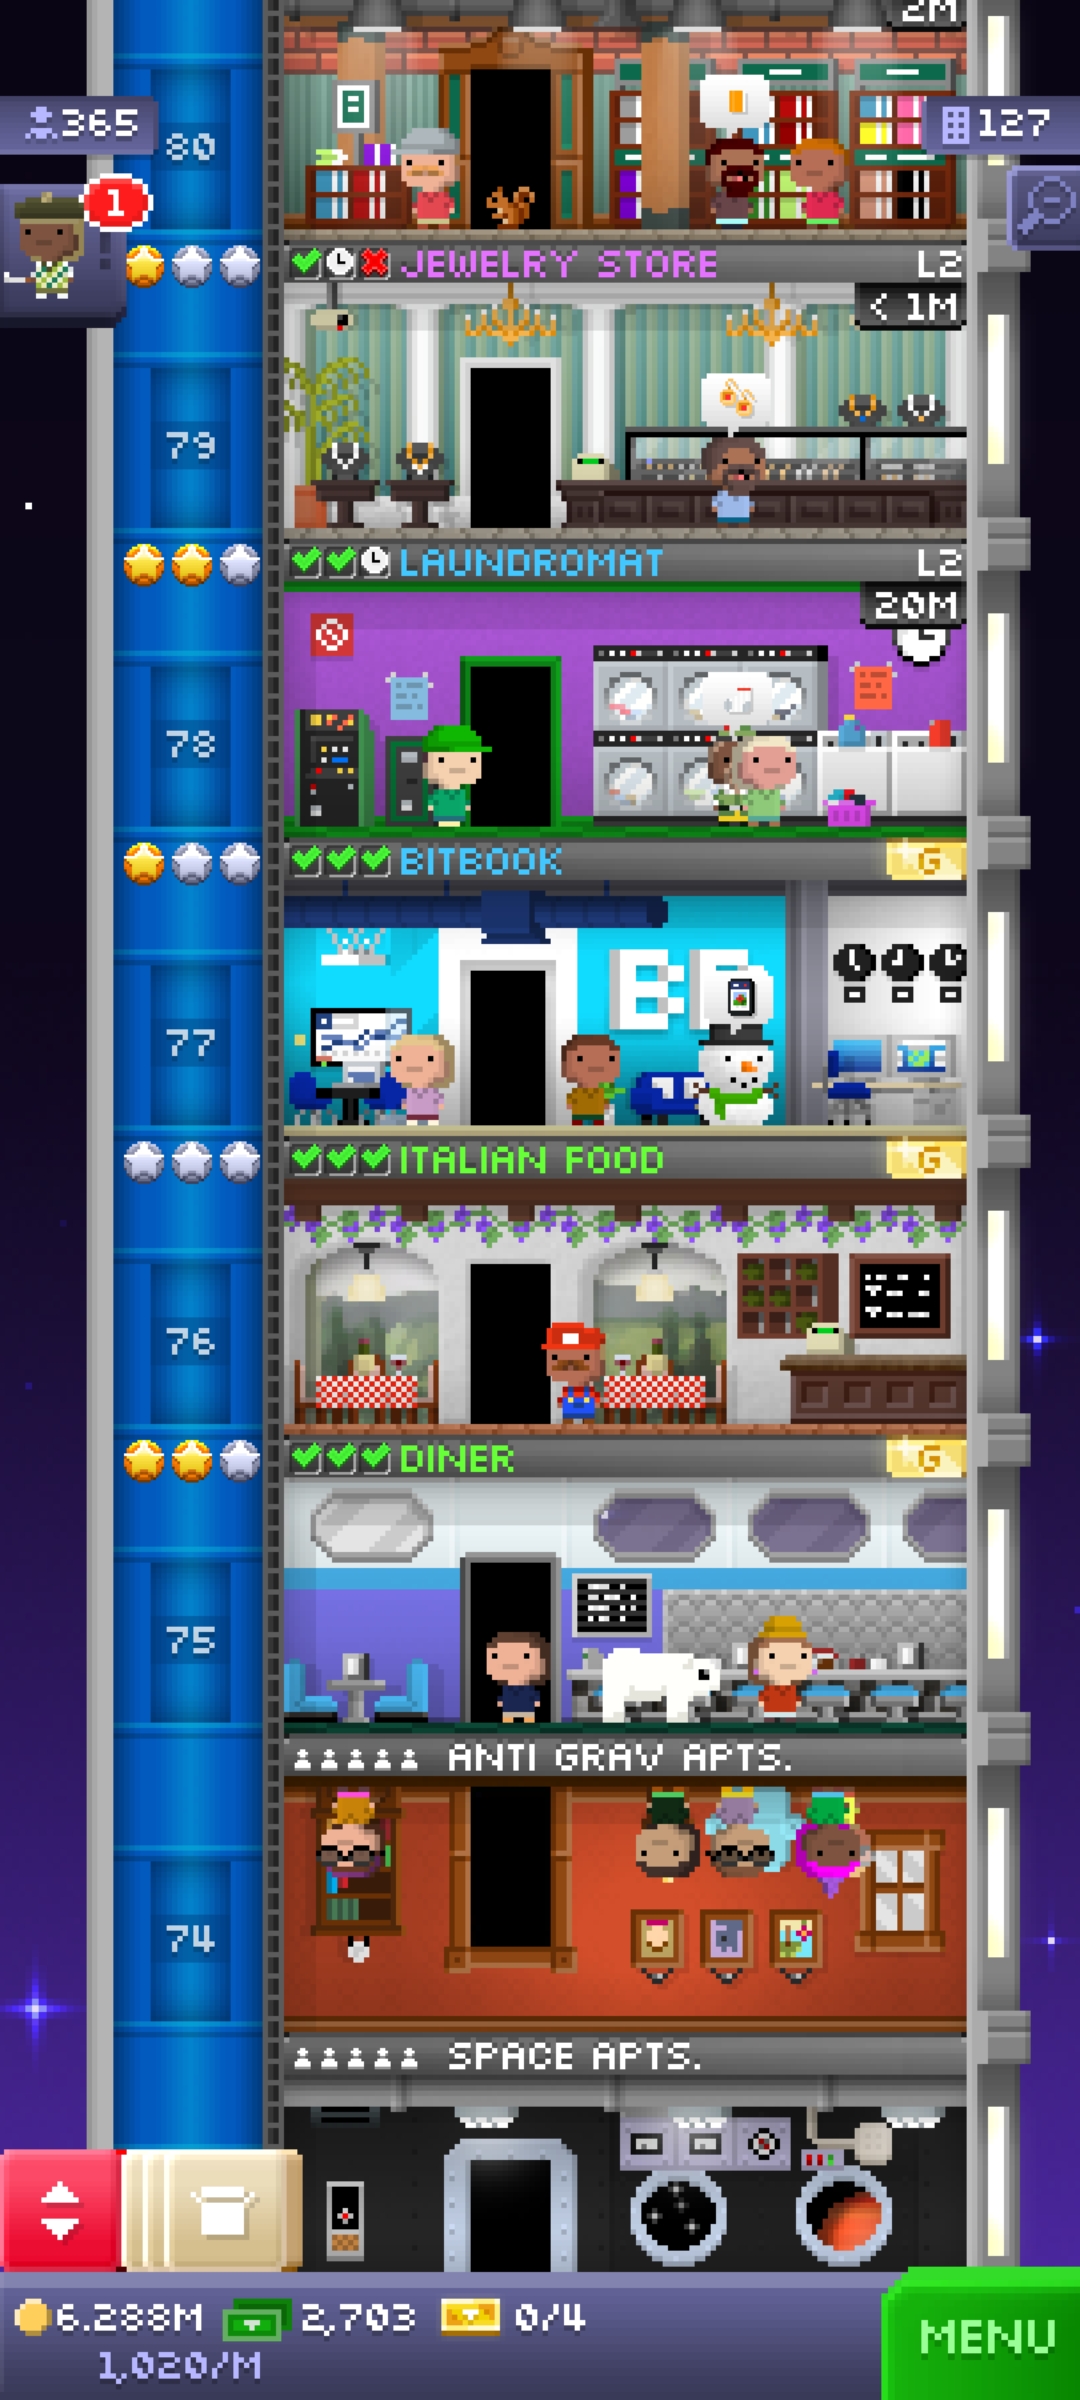 2M
365
127
80
1
JEWELRY STORE L2
< 1M
79
LAUNDROMAT L2
20M
78
BITBOOK G
B
77
ITALIAN FOOD G
76
DINER G
75
ANTI GRAV APTS.
74
SPACE APTS.
6.288M 2,703 0/4
1,020/M
MENU